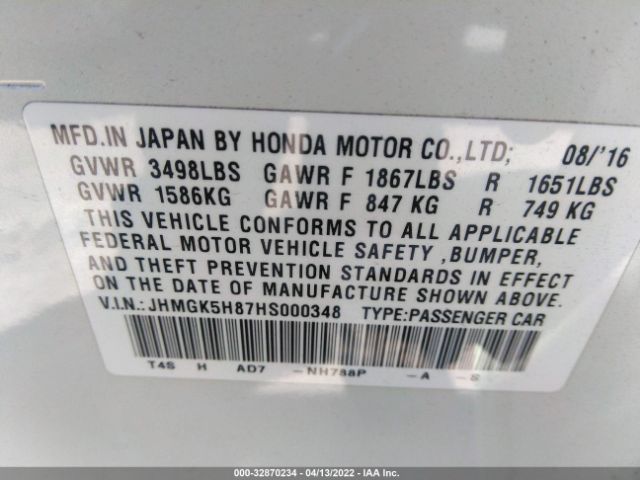 MFD.IN JAPAN BY HONDA MOTOR CO.,LTD; 08/'16
GVWR 3498LBS GAWR F 1867LBS R 1651LBS
GVWR 1586KG GAWR F 847 KG R 749 KG
THIS VEHICLE CONFORMS TO ALL APPLICABLE
FEDERAL MOTOR VEHICLE SAFETY ,BUMPER,
AND THEFT PREVENTION STANDARDS IN EFFECT
ON THE DATE OF MANUFACTURE SHOWN ABOVE.
V.I.N.: JHMGK5H87HS000348 TYPE:PASSENGER CAR
T4S H AD7 -NH788P -A -S
000-32870234 - 04/13/2022 - IAA Inc.